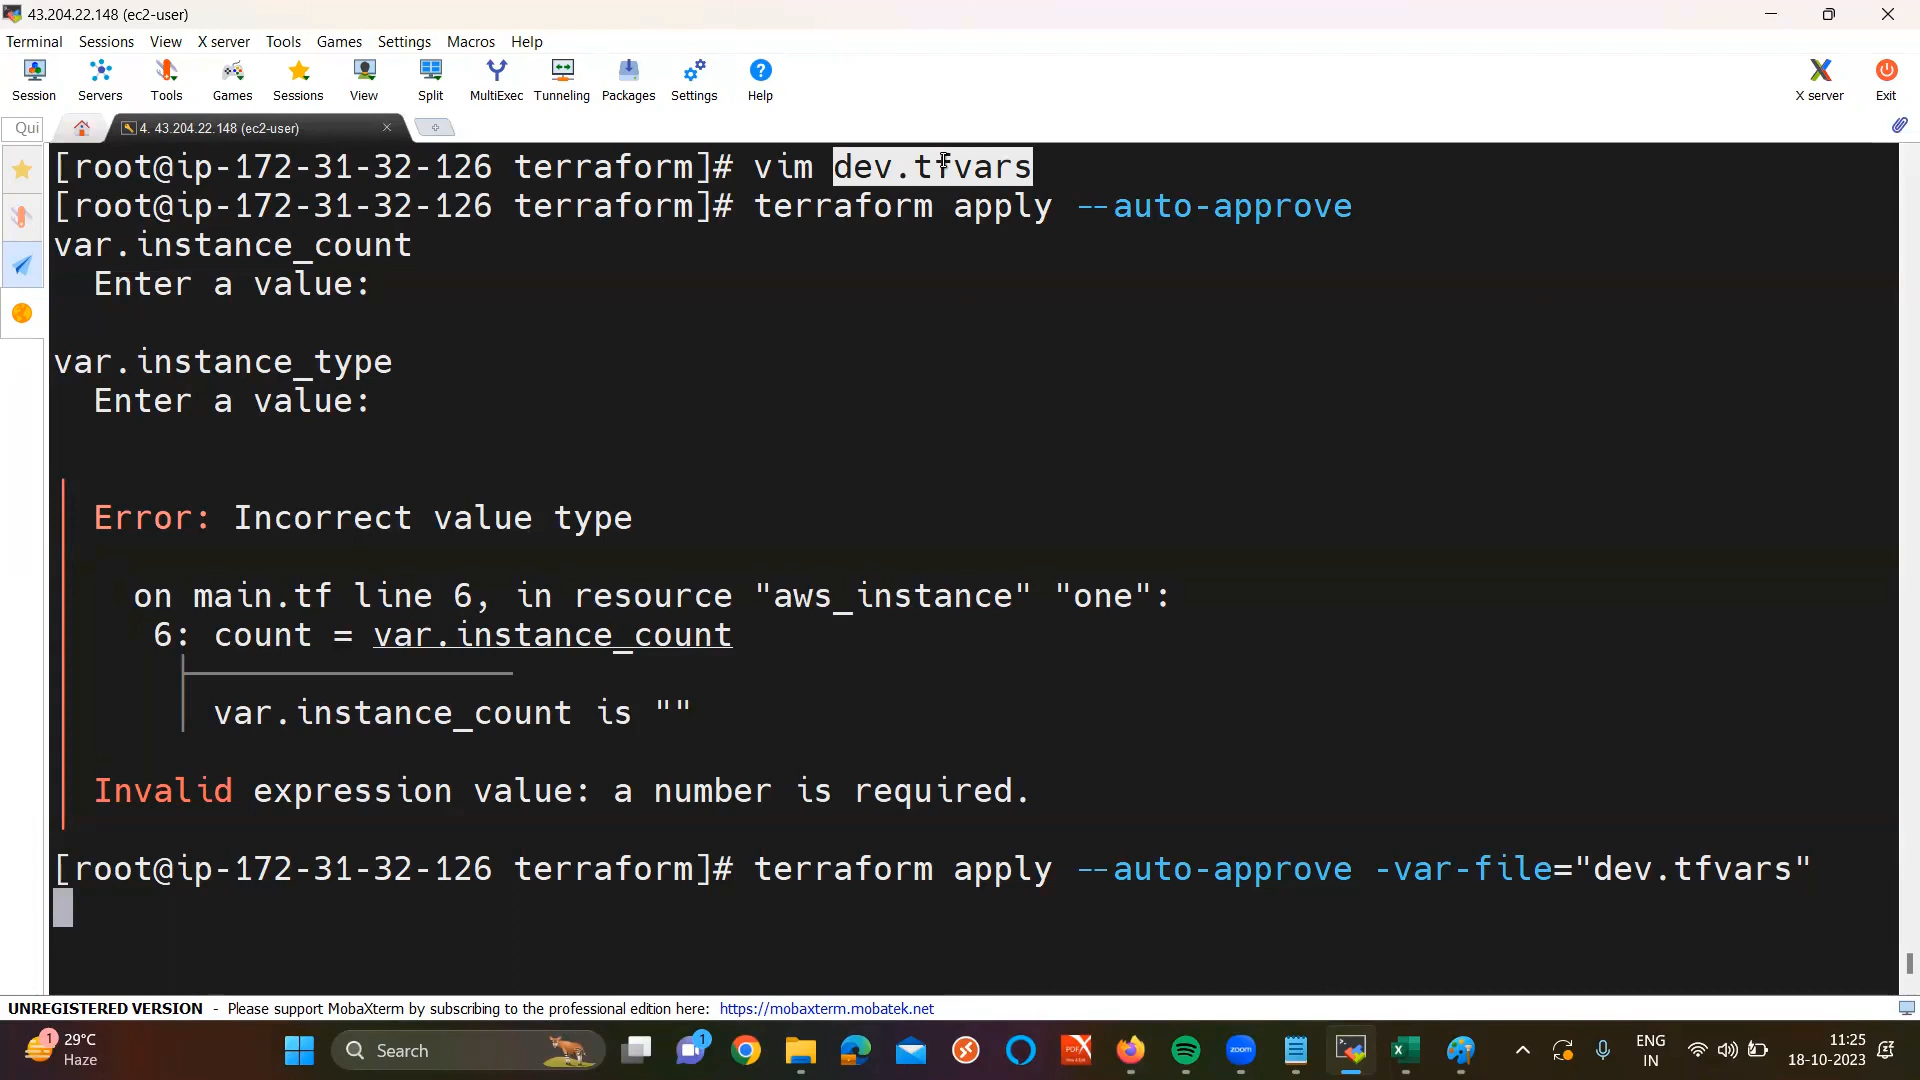 43.204.22.148 (ec2-user)
Terminal Sessions View X server Tools Games Settings Macros Help
Session Servers Tools Games Sessions View Split MultiExec Tunneling Packages Settings Help X server Exit
Qui 4. 43.204.22.148 (ec2-user)
[root@ip-172-31-32-126 terraform]# vim dev.tfvars
[root@ip-172-31-32-126 terraform]# terraform apply --auto-approve
var.instance_count
Enter a value:
var.instance_type
Enter a value:
Error: Incorrect value type
on main.tf line 6, in resource "aws_instance" "one":
6: count = var.instance_count
var.instance_count is ""
Invalid expression value: a number is required.
[root@ip-172-31-32-126 terraform]# terraform apply --auto-approve -var-file="dev.tfvars"
UNREGISTERED VERSION - Please support MobaXterm by subscribing to the professional edition here: https://mobaxterm.mobatek.net
1 29°C
Haze
Search
1
zoom
ENG
IN
11:25
18-10-2023